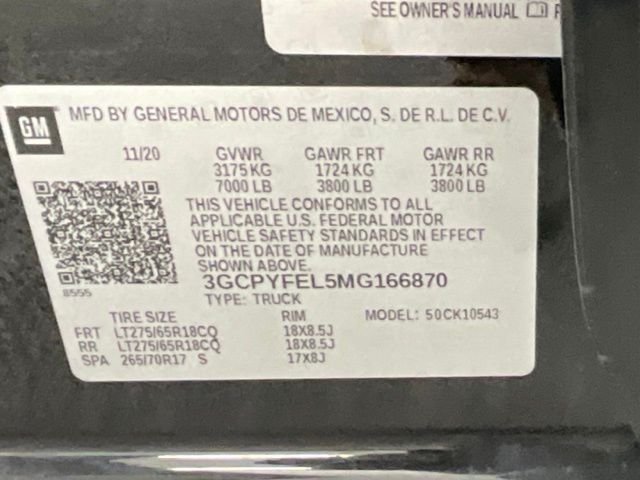 SEE OWNER'S MANUAL
GM
MFD BY GENERAL MOTORS DE MEXICO, S. DE R.L. DE C.V.
11/20 GVWR GAWR FRT GAWR RR
3175 KG 1724 KG 1724 KG
7000 LB 3800 LB 3800 LB
THIS VEHICLE CONFORMS TO ALL
APPLICABLE U.S. FEDERAL MOTOR
VEHICLE SAFETY STANDARDS IN EFFECT
ON THE DATE OF MANUFACTURE
SHOWN ABOVE.
8555
3GCPYFEL5MG166870
TYPE: TRUCK
TIRE SIZE RIM MODEL: 50CK10543
FRT LT275/65R18CQ 18X8.5J
RR LT275/65R18CQ 18X8.5J
SPA 265/70R17 S 17X8J